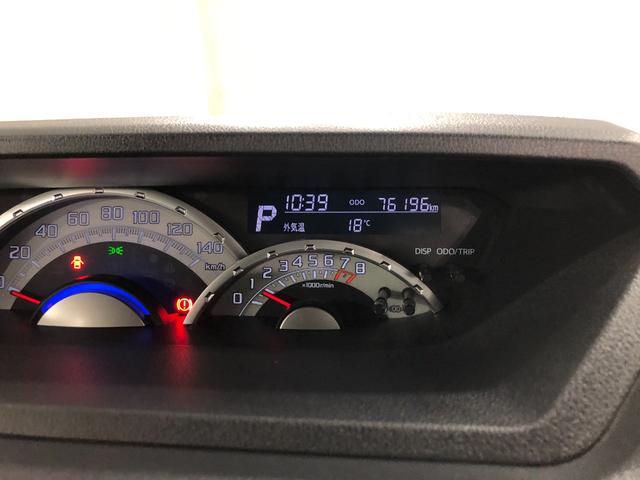 10:39 ODO 76196km
P
外気温 18℃
DISP ODO/TRIP
20 40 60 80 100 120 140
km/h
0 1 2 3 4 5 6 7 8
×1000r/min